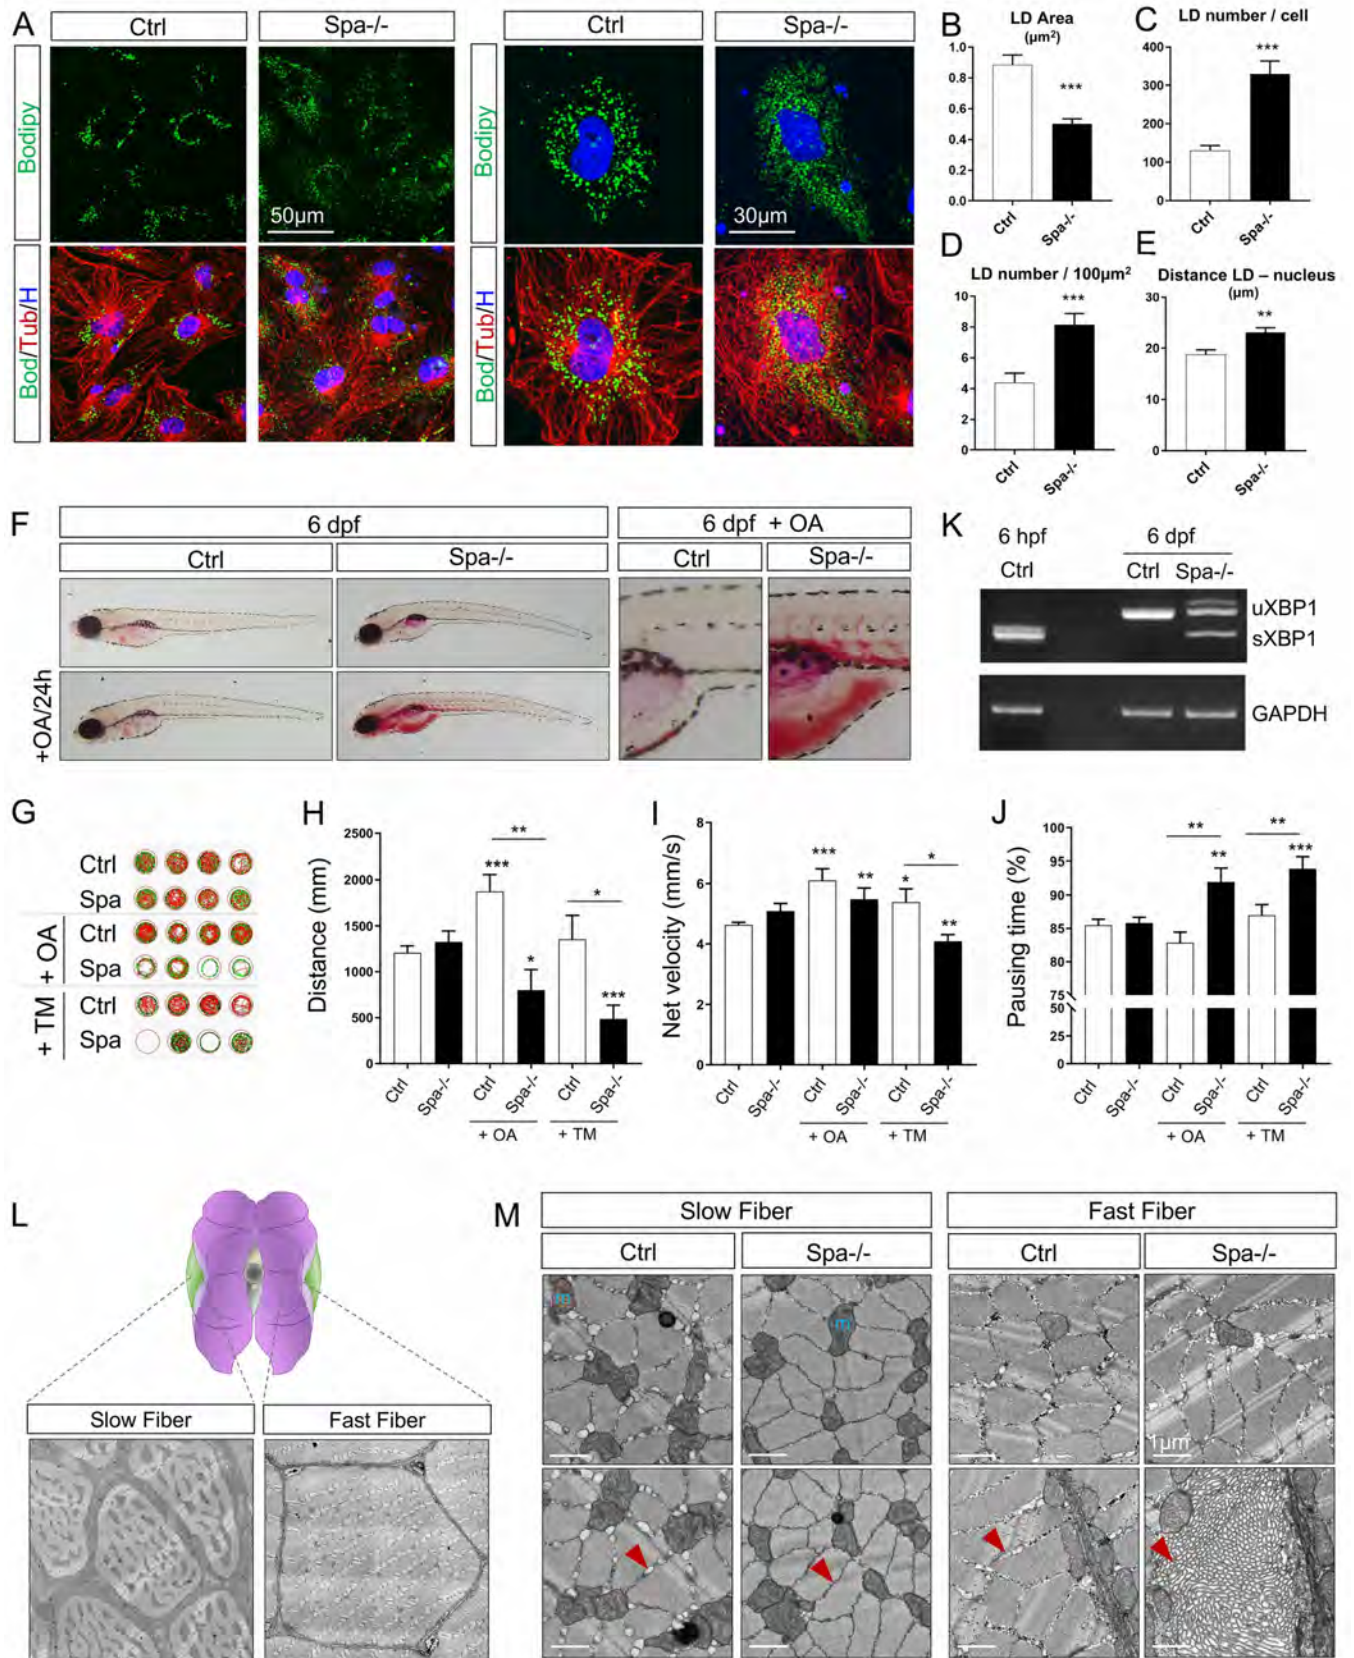 A
Ctrl
Spa-/-
Ctrl
Spa-/-
Bodipy
Bodipy
50µm
30µm
Bod/Tub/H
Bod/Tub/H
B
LD Area
(µm²)
1.0
0.8
0.6
0.4
0.2
0.0
***
Ctrl
Spa-/-
C
LD number / cell
400
300
200
100
0
***
Ctrl
Spa-/-
D
LD number / 100µm²
10
8
6
4
2
0
***
Ctrl
Spa-/-
E
Distance LD – nucleus
(µm)
30
20
10
0
**
Ctrl
Spa-/-
F
6 dpf
6 dpf + OA
Ctrl
Spa-/-
Ctrl
Spa-/-
+OA/24h
K
6 hpf
6 dpf
Ctrl
Ctrl
Spa-/-
uXBP1
sXBP1
GAPDH
G
Ctrl
Spa
+ OA
Ctrl
Spa
+ TM
Ctrl
Spa
H
Distance (mm)
2500
2000
1500
1000
500
0
**
***
*
*
***
Ctrl
Spa-/-
Ctrl
Spa-/-
Ctrl
Spa-/-
+ OA
+ TM
I
Net velocity (mm/s)
8
6
4
2
0
***
**
*
*
**
Ctrl
Spa-/-
Ctrl
Spa-/-
Ctrl
Spa-/-
+ OA
+ TM
J
Pausing time (%)
100
95
90
85
80
75
50
25
0
**
**
**
***
Ctrl
Spa-/-
Ctrl
Spa-/-
Ctrl
Spa-/-
+ OA
+ TM
L
Slow Fiber
Fast Fiber
M
Slow Fiber
Fast Fiber
Ctrl
Spa-/-
Ctrl
Spa-/-
m
m
1µm